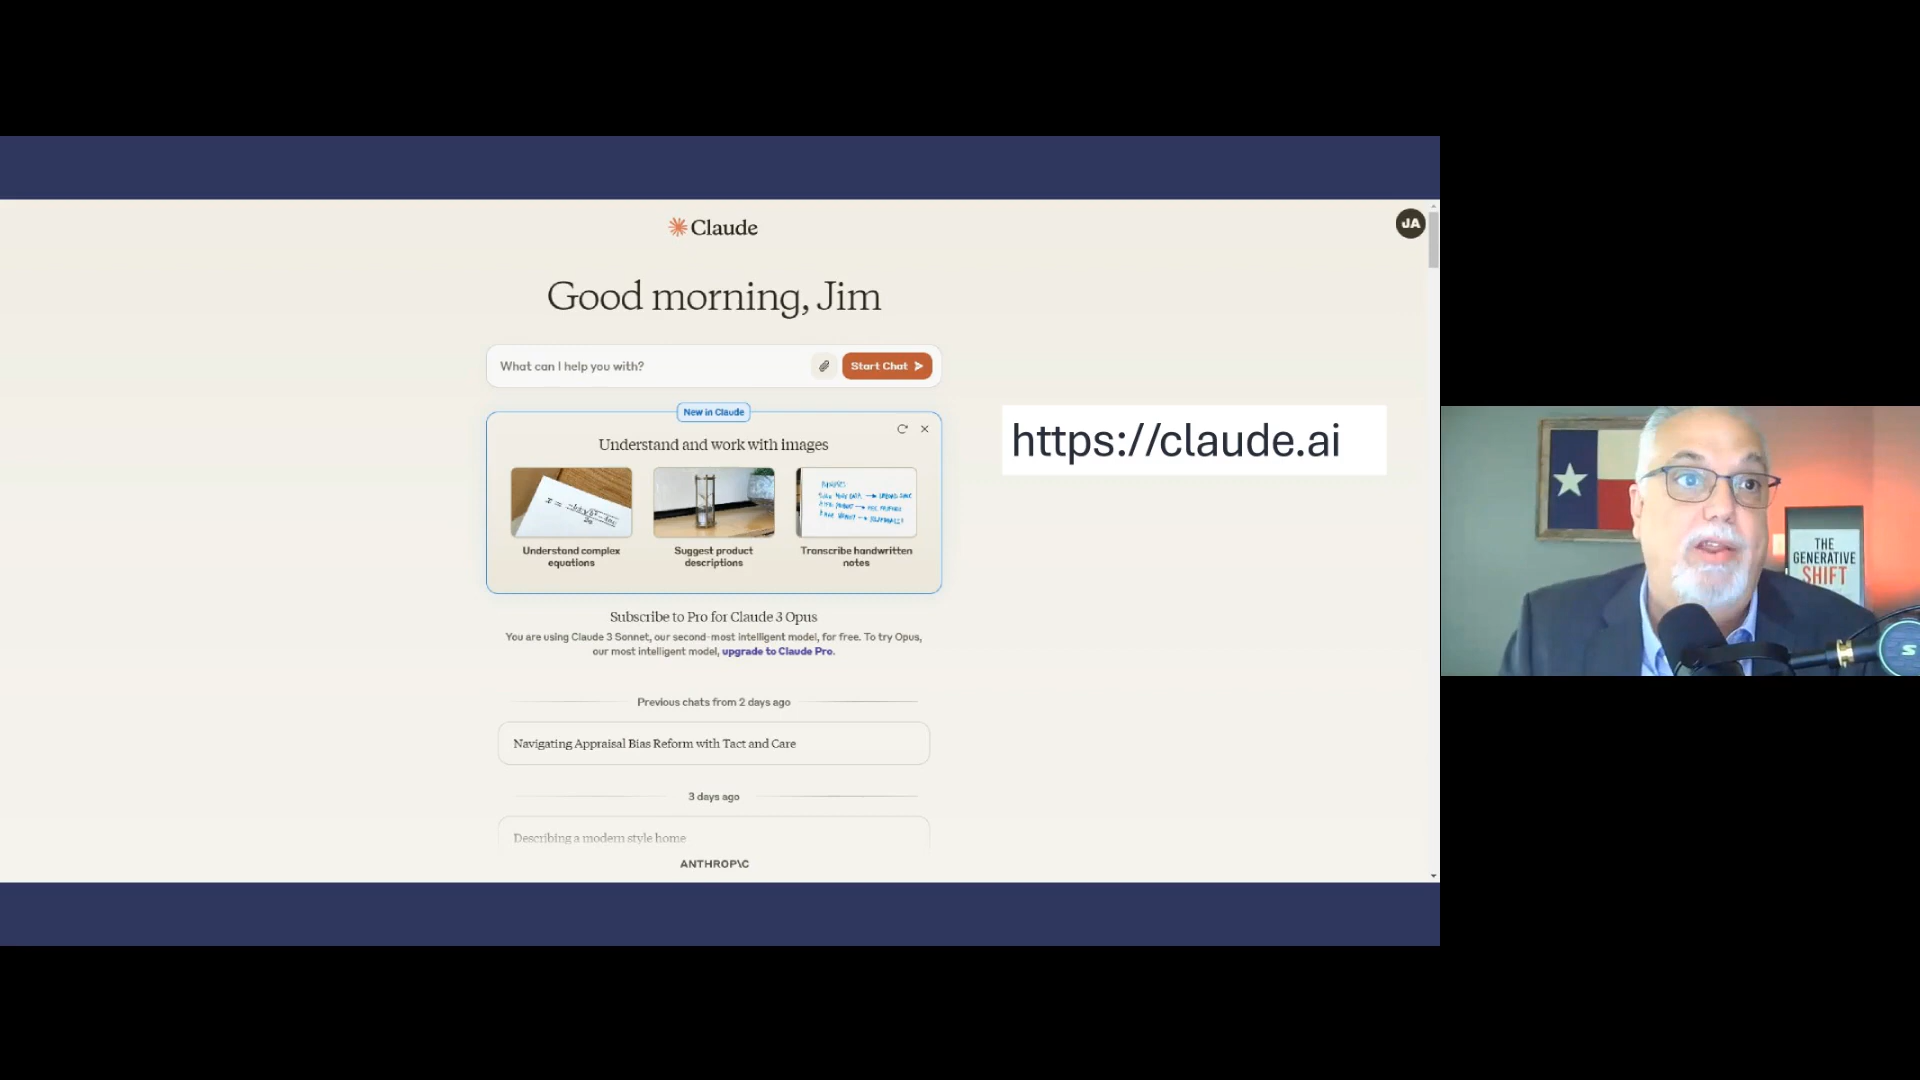 Claude
JA
Good morning, Jim
What can I help you with?
Start Chat
New in Claude
Understand and work with images
Understand complex
equations
Suggest product
descriptions
Transcribe handwritten
notes
Subscribe to Pro for Claude 3 Opus
You are using Claude 3 Sonnet, our second-most intelligent model, for free. To try Opus,
our most intelligent model, upgrade to Claude Pro.
Previous chats from 2 days ago
Navigating Appraisal Bias Reform with Tact and Care
3 days ago
Describing a modern style home
ANTHROP\C
https://claude.ai
THE
GENERATIVE
SHIFT
S